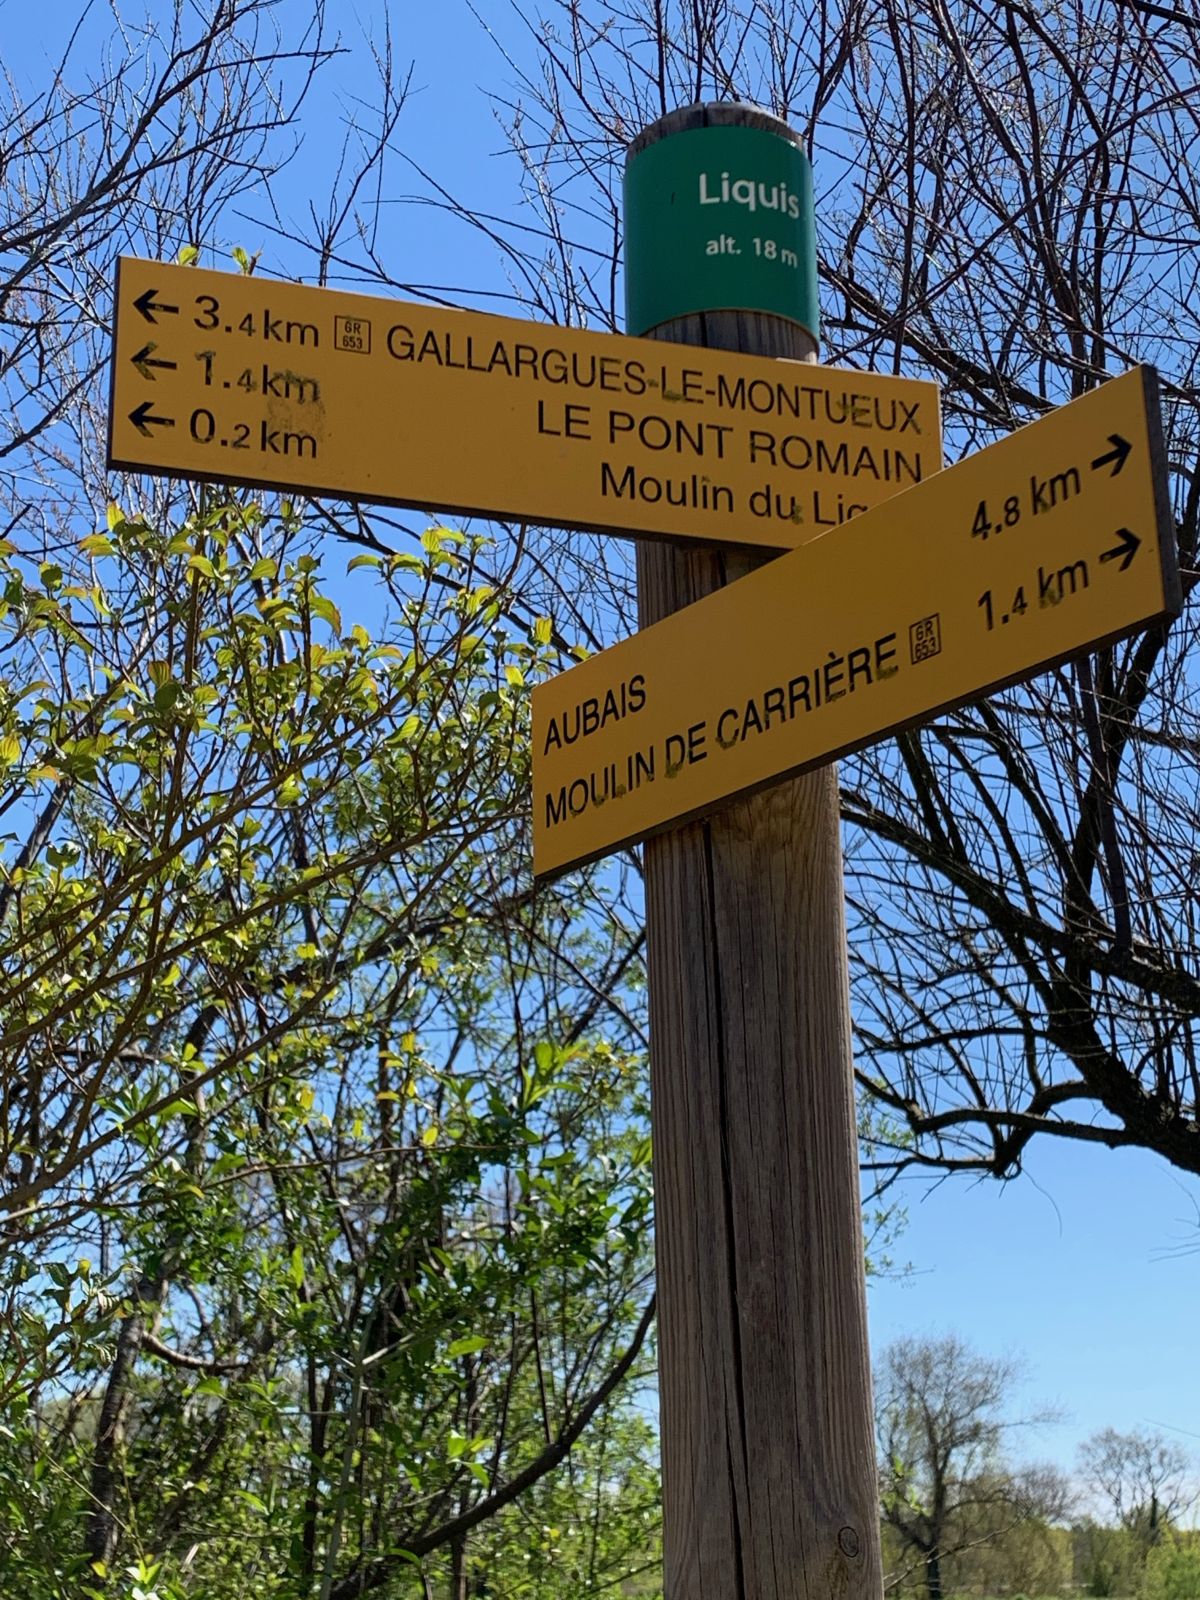 Liquis
alt. 18 m
← 3.4 km GR 653 GALLARGUES-LE-MONTUEUX
← 1.4 km LE PONT ROMAIN
← 0.2 km Moulin du
AUBAIS 4.8 km →
MOULIN DE CARRIÈRE GR 653 1.4 km →